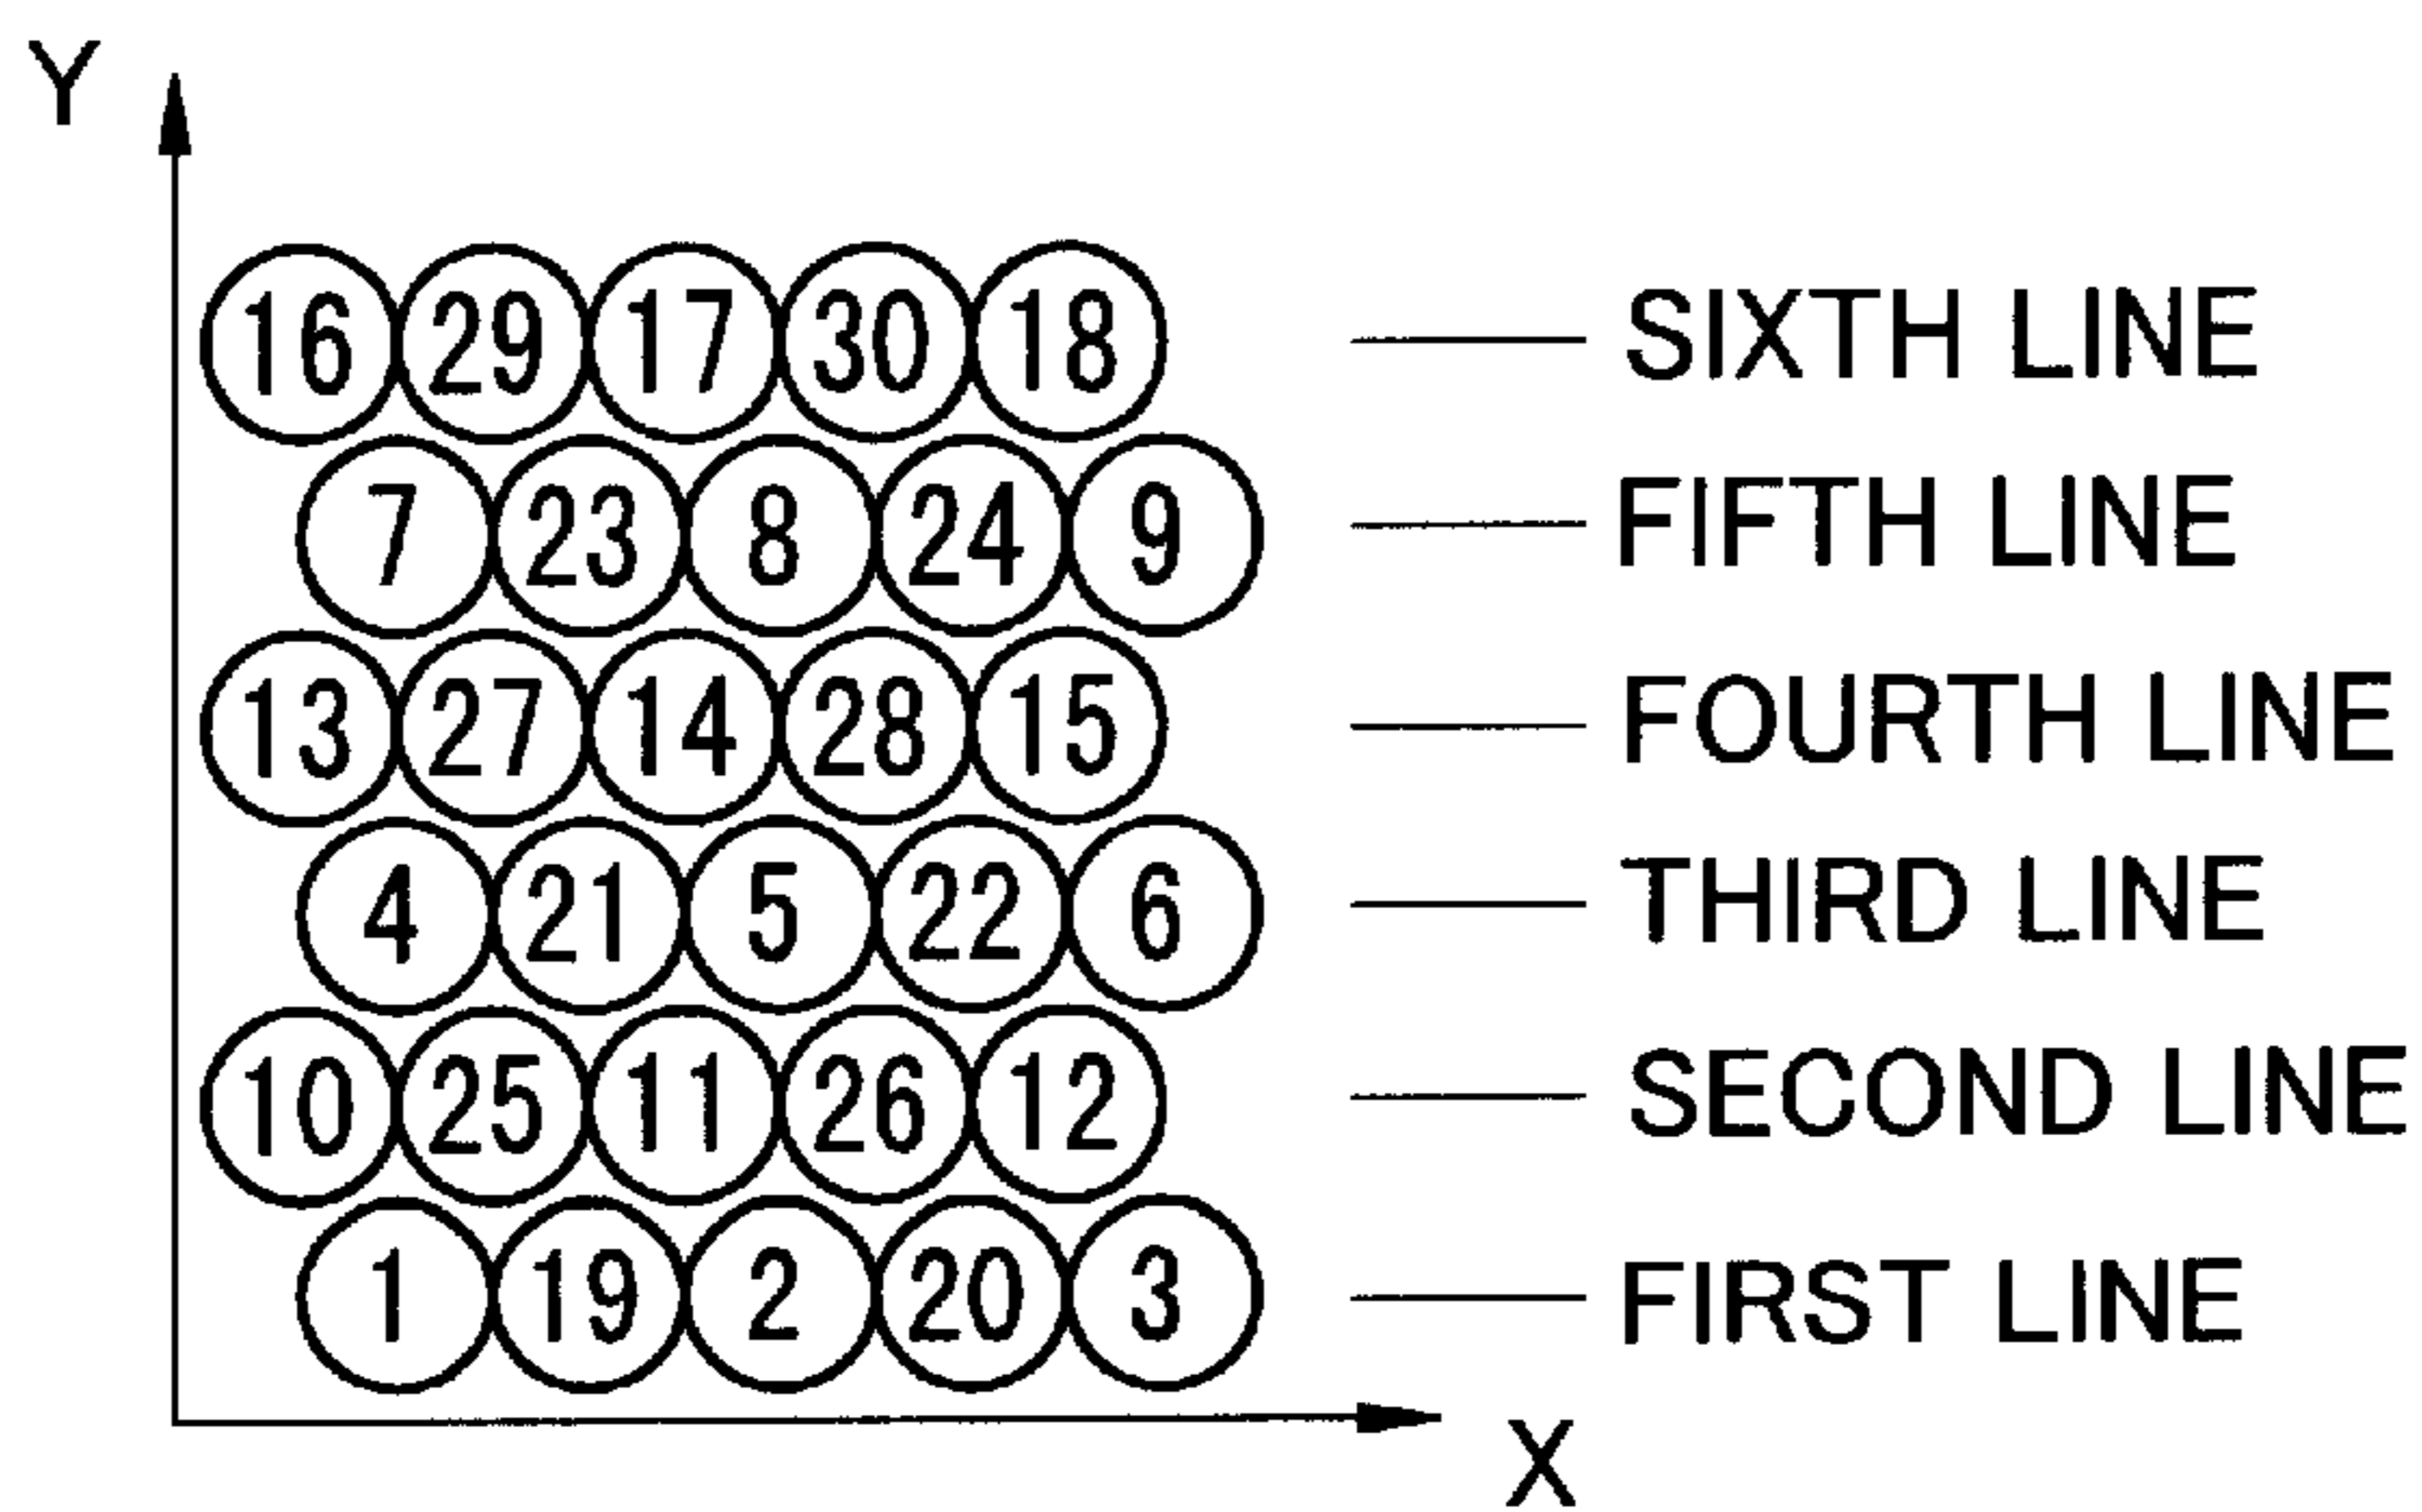 Y
16 29 17 30 18 SIXTH LINE
7 23 8 24 9 FIFTH LINE
13 27 14 28 15 FOURTH LINE
4 21 5 22 6 THIRD LINE
10 25 11 26 12 SECOND LINE
1 19 2 20 3 FIRST LINE
X